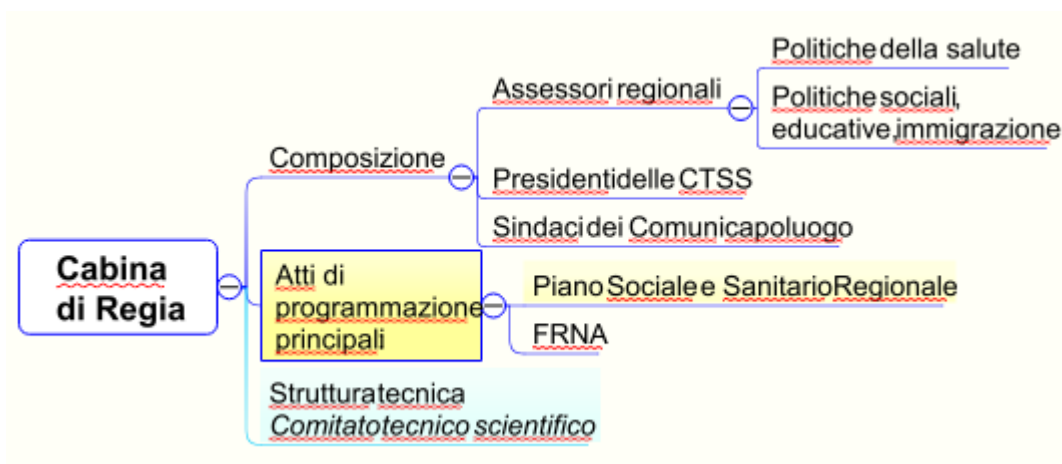 Politiche della salute
Assessori regionali
Politiche sociali,
educative,immigrazione
Composizione
Presidenti delle CTSS
Sindaci dei Comuni capoluogo
Cabina
di Regia
Atti di
programmazione
principali
Piano Sociale e Sanitario Regionale
FRNA
Struttura tecnica
Comitato tecnico scientifico